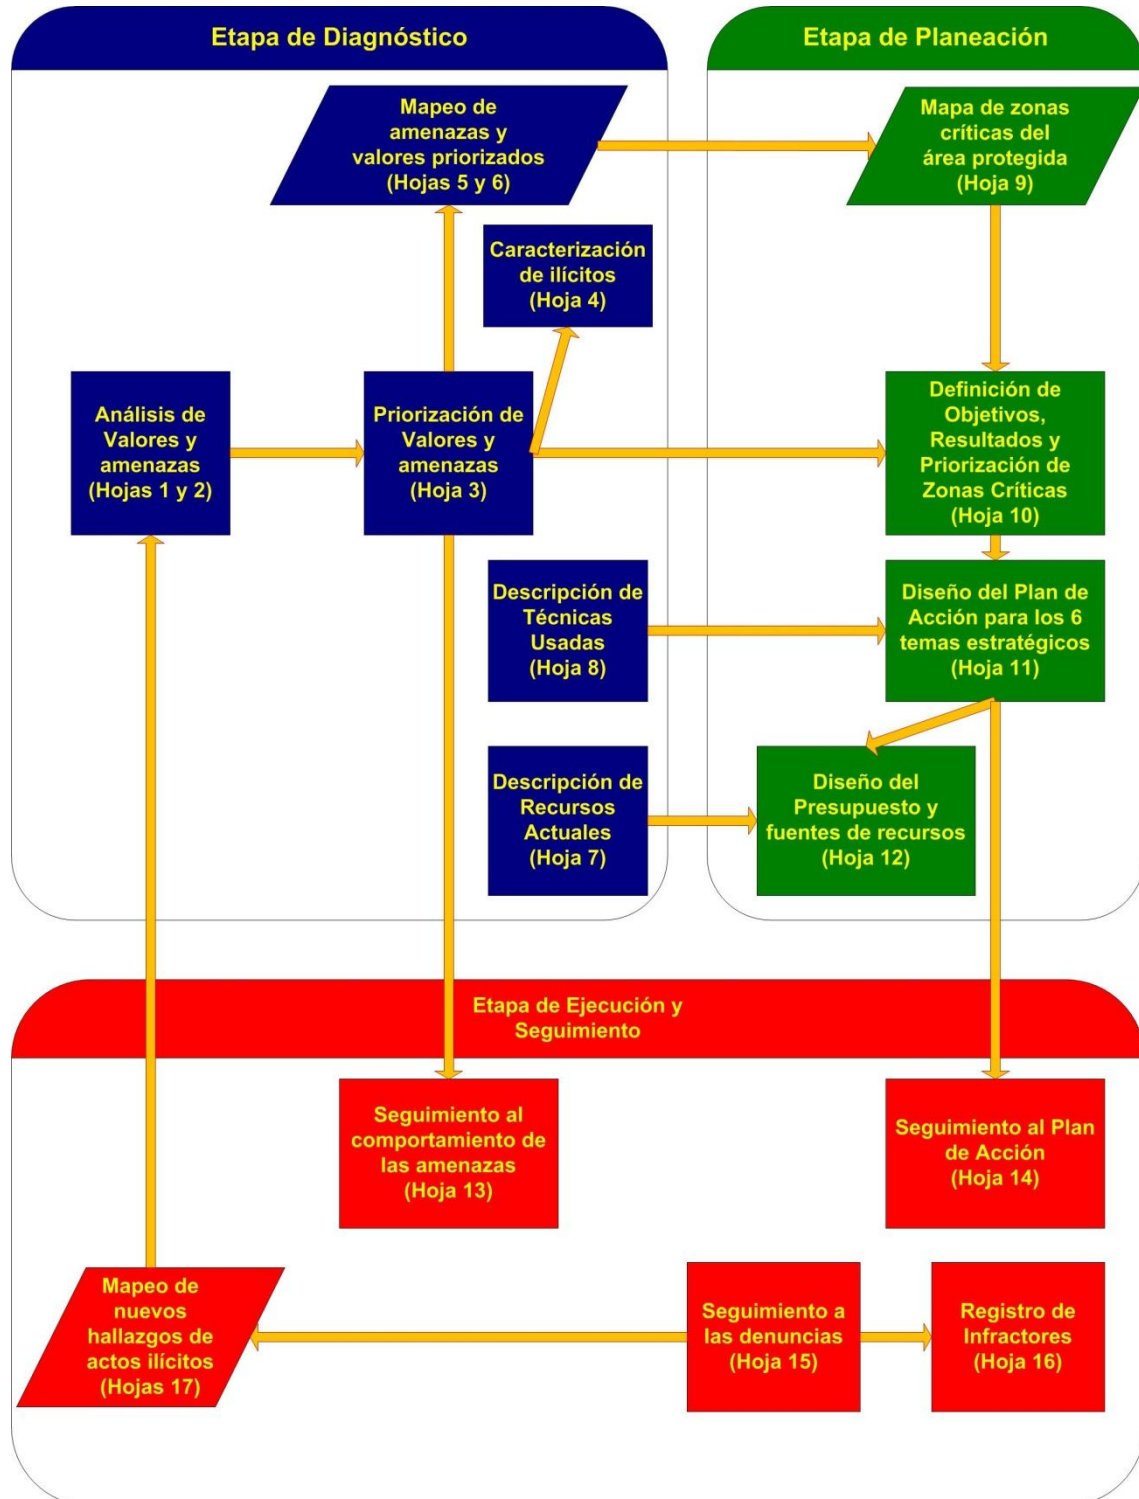 Etapa de Diagnóstico
Mapeo de
amenazas y
valores priorizados
(Hojas 5 y 6)
Caracterización
de ilícitos
(Hoja 4)
Análisis de
Valores y
amenazas
(Hojas 1 y 2)
Priorización de
Valores y
amenazas
(Hoja 3)
Descripción de
Técnicas
Usadas
(Hoja 8)
Descripción de
Recursos
Actuales
(Hoja 7)
Etapa de Planeación
Mapa de zonas
críticas del
área protegida
(Hoja 9)
Definición de
Objetivos,
Resultados y
Priorización de
Zonas Críticas
(Hoja 10)
Diseño del Plan de
Acción para los 6
temas estratégicos
(Hoja 11)
Diseño del
Presupuesto y
fuentes de recursos
(Hoja 12)
Etapa de Ejecución y
Seguimiento
Seguimiento al
comportamiento de
las amenazas
(Hoja 13)
Seguimiento al Plan
de Acción
(Hoja 14)
Mapeo de
nuevos
hallazgos de
actos ilícitos
(Hojas 17)
Seguimiento a
las denuncias
(Hoja 15)
Registro de
Infractores
(Hoja 16)